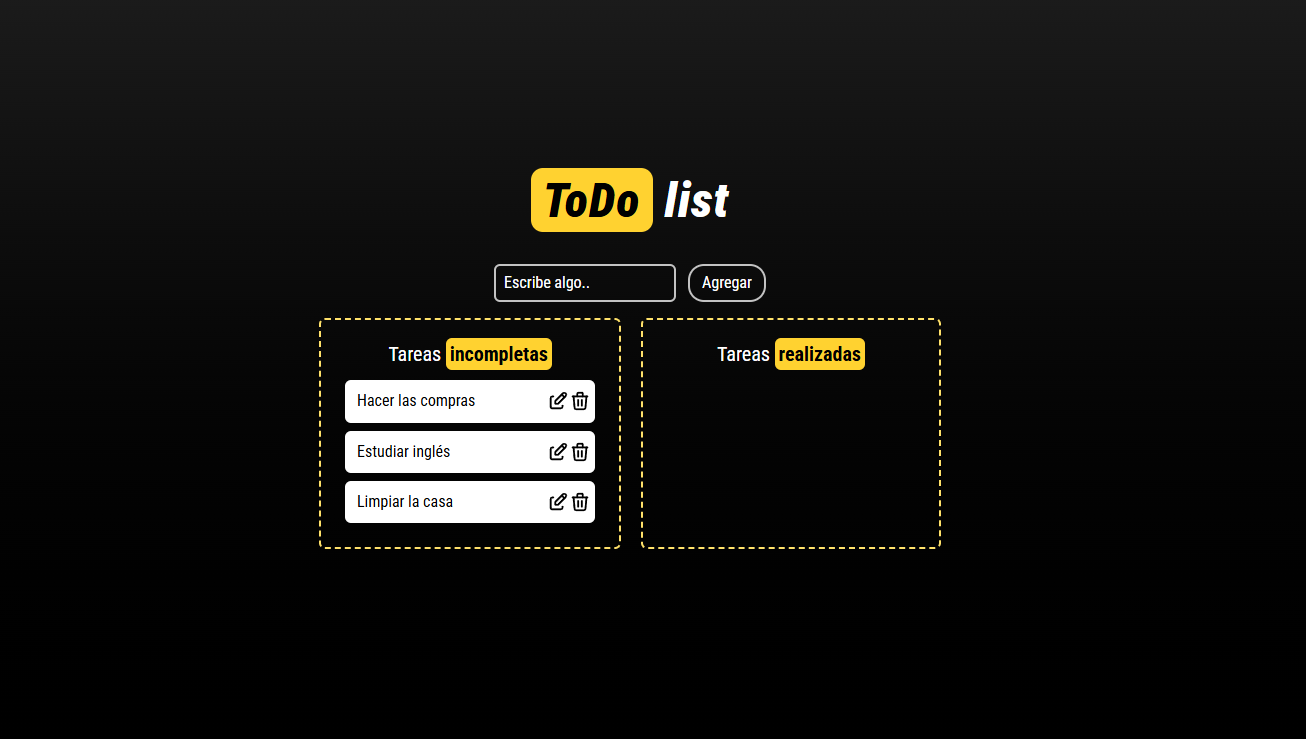 ToDo list
Escribe algo..
Agregar
Tareas incompletas
Hacer las compras
Estudiar inglés
Limpiar la casa
Tareas realizadas